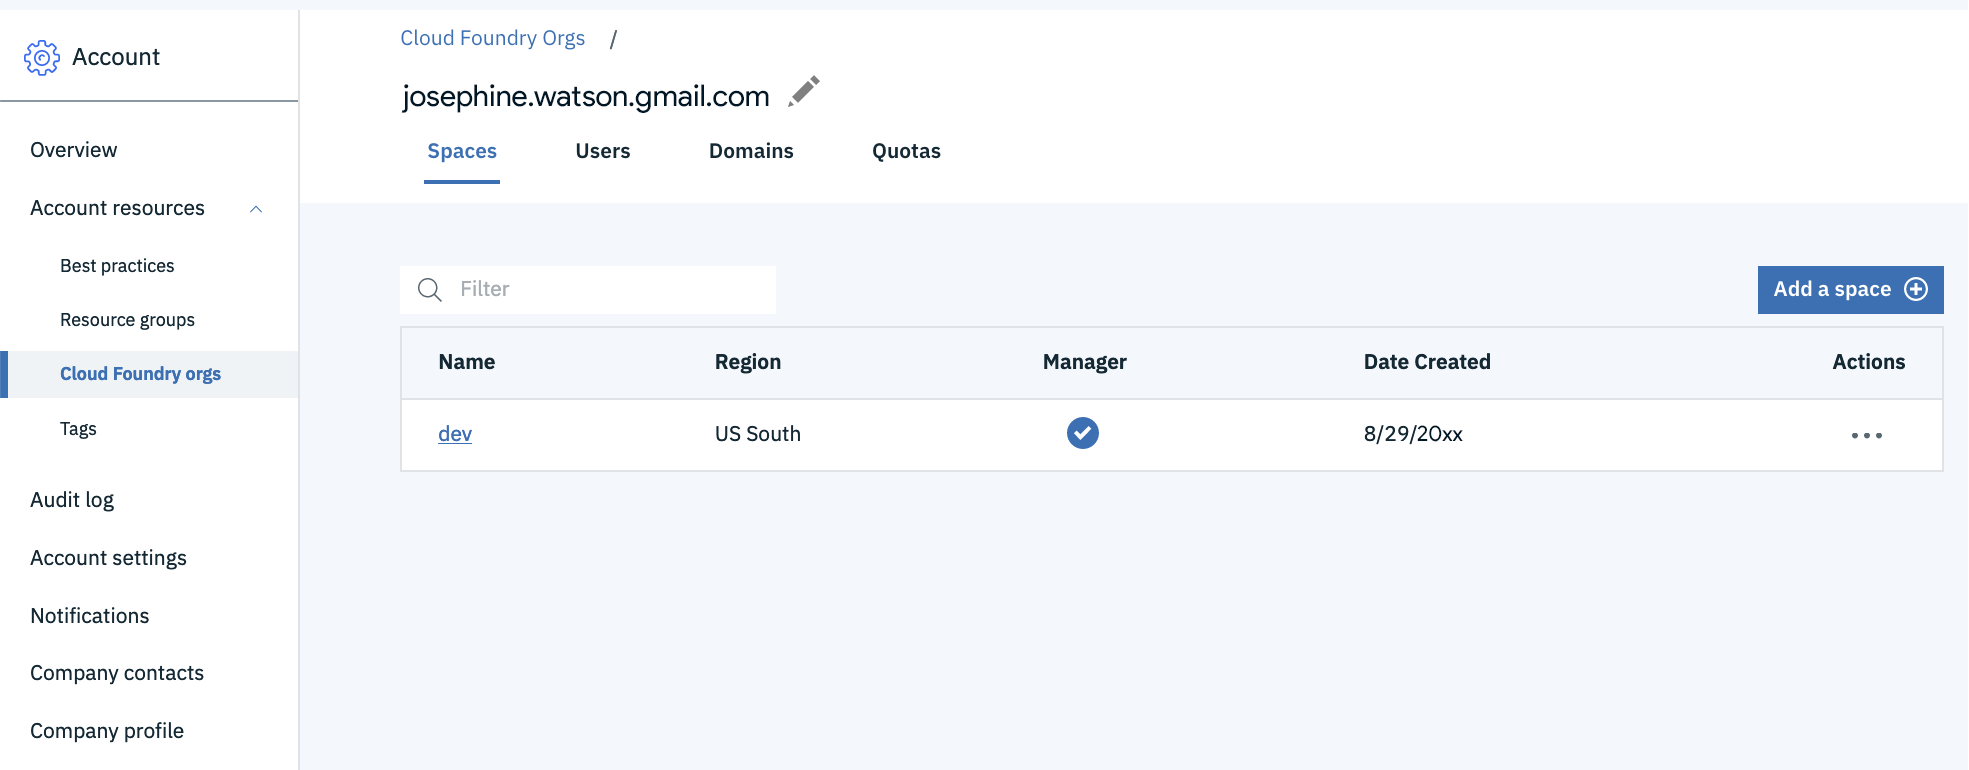 Account
Overview
Account resources
Best practices
Resource groups
Cloud Foundry orgs
Tags
Audit log
Account settings
Notifications
Company contacts
Company profile
Cloud Foundry Orgs /
josephine.watson.gmail.com
Spaces Users Domains Quotas
Filter
Add a space
Name Region Manager Date Created Actions
dev US South 8/29/20xx